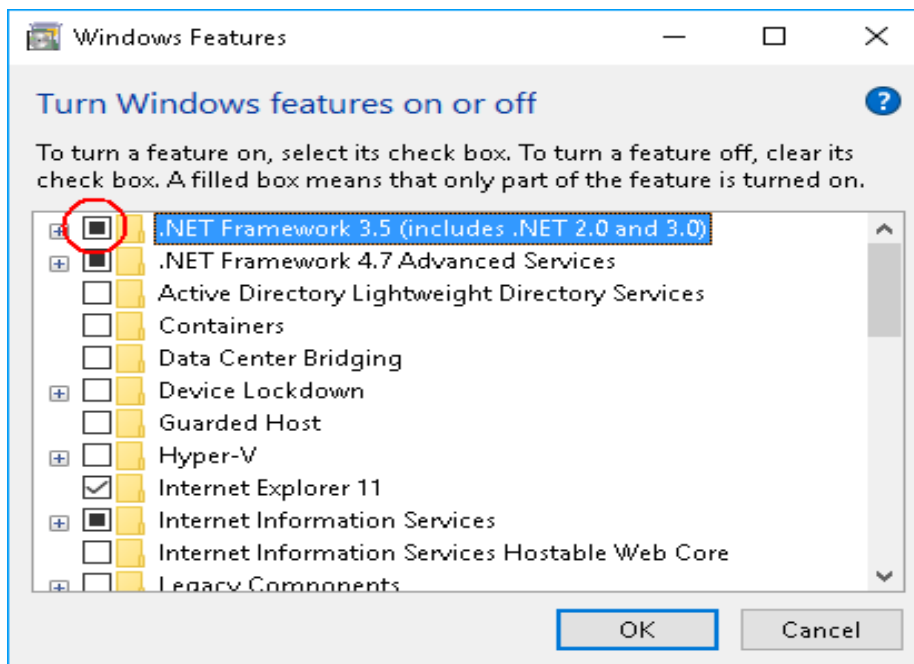 Windows Features
Turn Windows features on or off
To turn a feature on, select its check box. To turn a feature off, clear its
check box. A filled box means that only part of the feature is turned on.
.NET Framework 3.5 (includes .NET 2.0 and 3.0)
.NET Framework 4.7 Advanced Services
Active Directory Lightweight Directory Services
Containers
Data Center Bridging
Device Lockdown
Guarded Host
Hyper-V
Internet Explorer 11
Internet Information Services
Internet Information Services Hostable Web Core
Legacy Components
OK Cancel